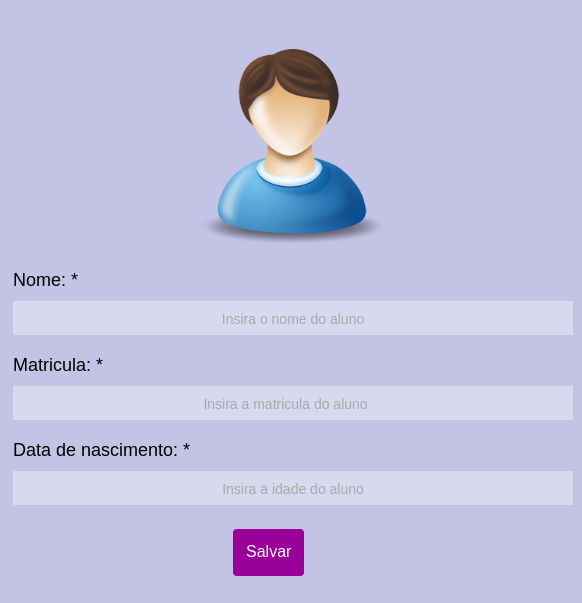 Nome: *
Insira o nome do aluno
Matricula: *
Insira a matricula do aluno
Data de nascimento: *
Insira a idade do aluno
Salvar